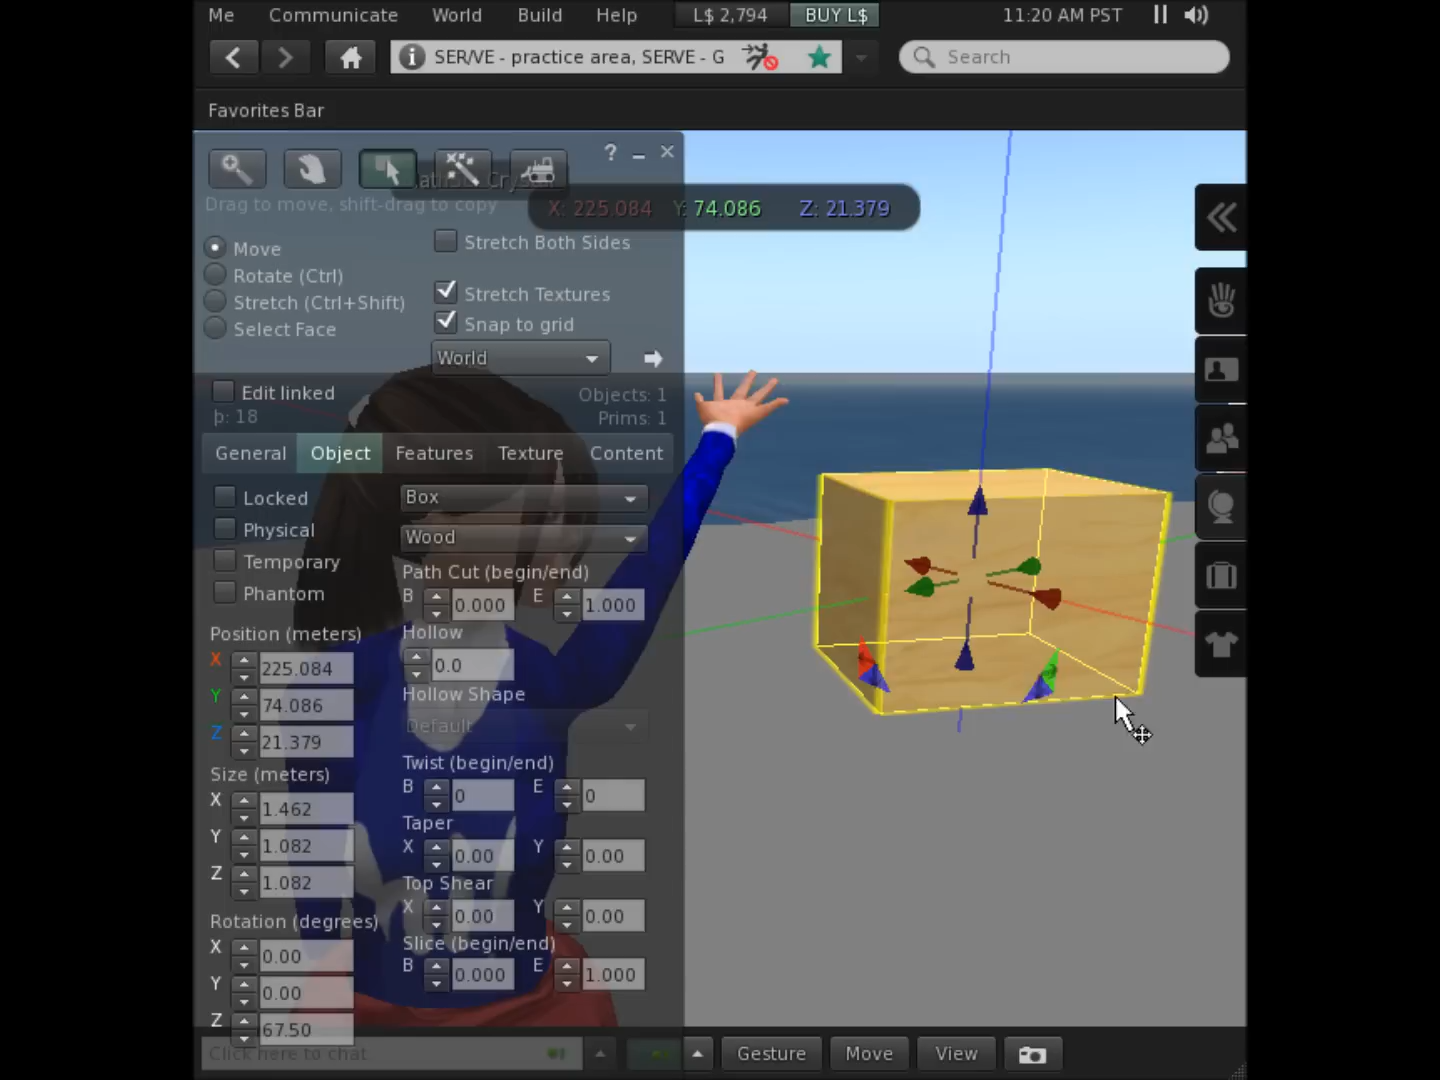 Me Communicate World Build Help L$ 2,794 BUY L$ 11:20 AM PST
SER/VE - practice area, SERVE - G Search
Favorites Bar
?
Drag to move, shift-drag to copy
X: 225.084 Y: 74.086 Z: 21.379
Move Stretch Both Sides
Rotate (Ctrl)
Stretch (Ctrl+Shift) Stretch Textures
Select Face Snap to grid
World
Edit linked Objects: 1
þ: 18 Prims: 1
General Object Features Texture Content
Locked Box
Physical Wood
Temporary Path Cut (begin/end)
Phantom B 0.000 E 1.000
Position (meters) Hollow
X 225.084 0.0
Y 74.086 Hollow Shape
Z 21.379 Default
Size (meters) Twist (begin/end)
X 1.462 B 0 E 0
Y 1.082 Taper
Z 1.082 X 0.00 Y 0.00
Rotation (degrees) Top Shear
X 0.00 X 0.00 Y 0.00
Y 0.00 Slice (begin/end)
Z 67.50 B 0.000 E 1.000
Click here to chat Gesture Move View